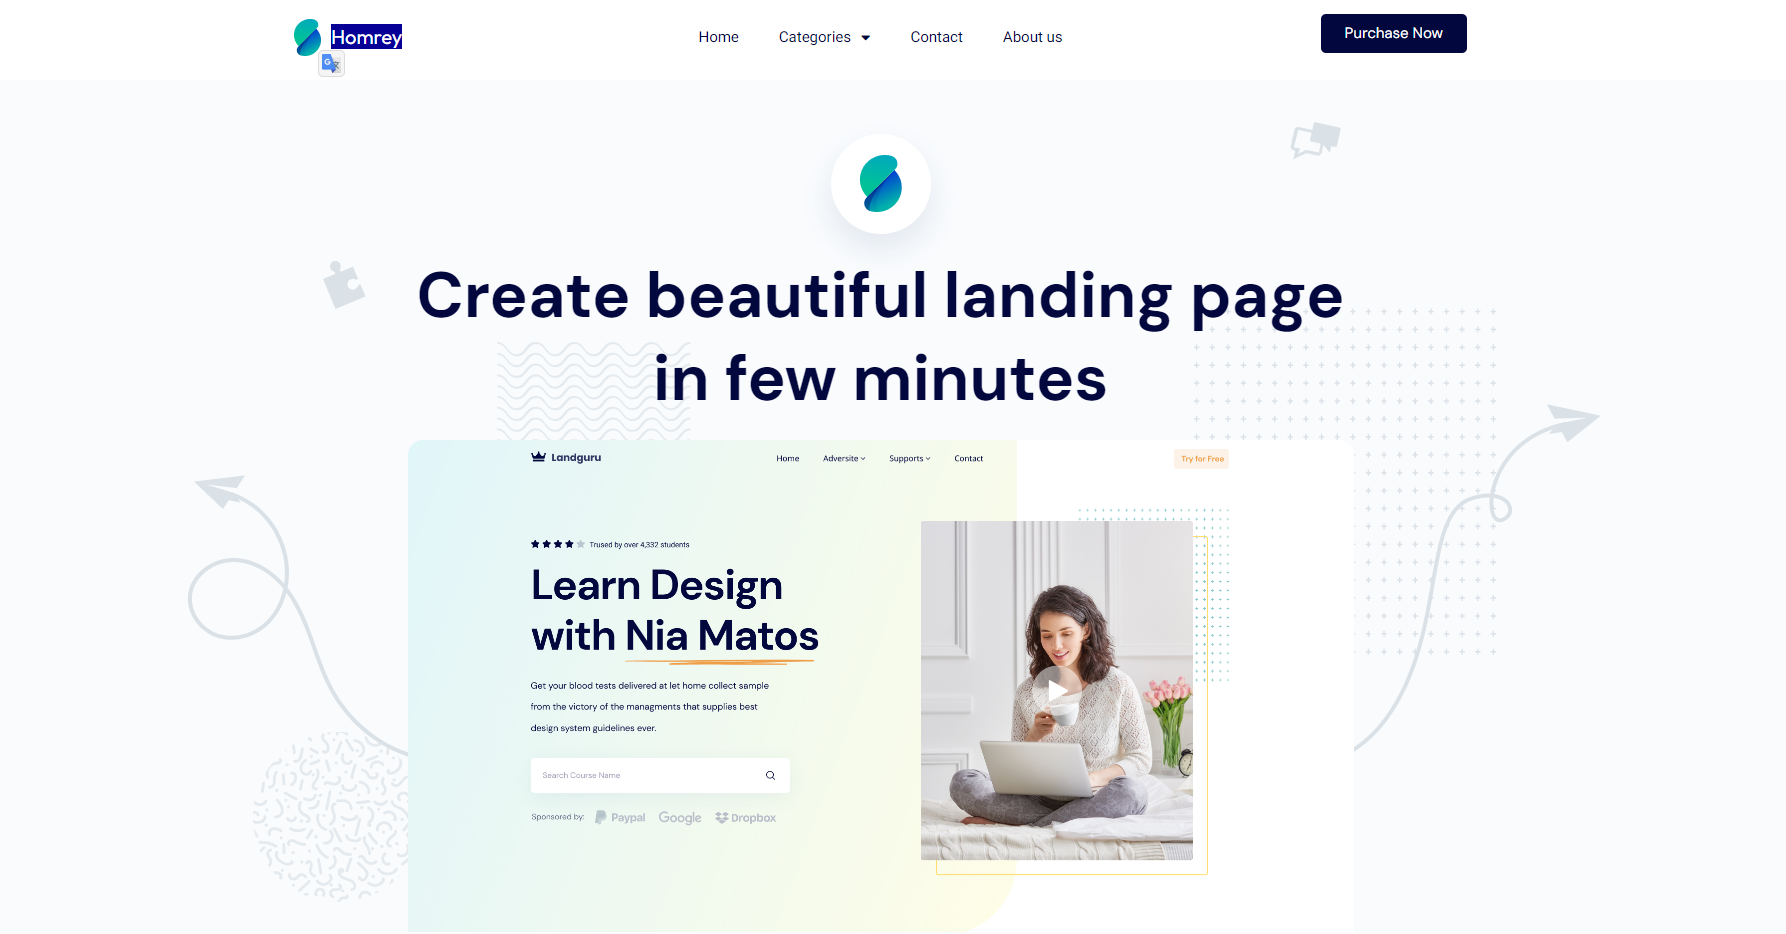 Homrey
Home
Categories
Contact
About us
Purchase Now
Create beautiful landing page
in few minutes
Landguru
Home
Adversite
Supports
Contact
Try for Free
Trused by over 4,332 students
Learn Design
with Nia Matos
Get your blood tests delivered at let home collect sample
from the victory of the managments that supplies best
design system guidelines ever.
Search Course Name
Sponsored by:
Paypal
Google
Dropbox